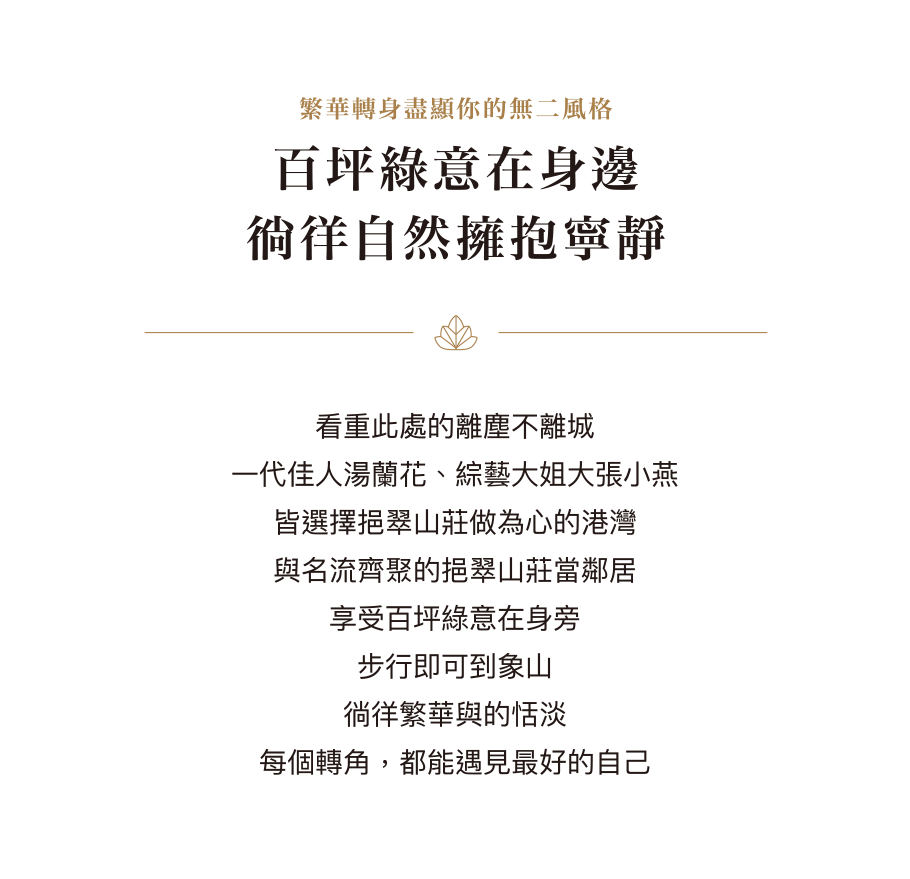 繁華轉身盡顯你的無二風格
百坪綠意在身邊
徜徉自然擁抱寧靜
看重此處的離塵不離城
一代佳人湯蘭花、綜藝大姐大張小燕
皆選擇挹翠山莊做為心的港灣
與名流齊聚的挹翠山莊當鄰居
享受百坪綠意在身旁
步行即可到象山
徜徉繁華與的恬淡
每個轉角，都能遇見最好的自己